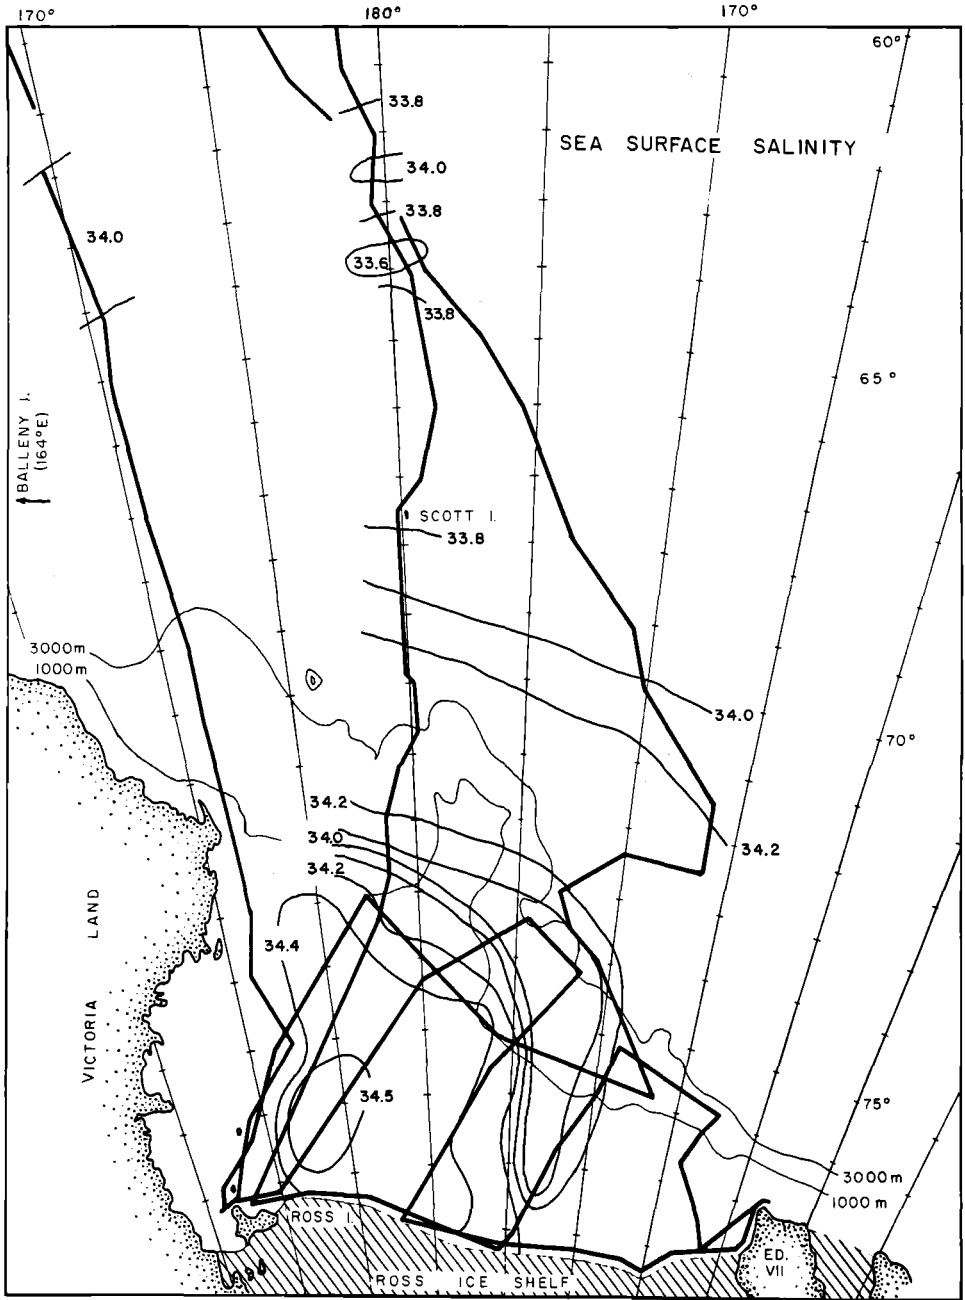 170°
180°
170°
60°
33.8
SEA SURFACE SALINITY
34.0
33.8
34.0
33.6
33.8
65°
BALLENY I.
(164°E)
SCOTT I.
33.8
3000m
1000m
34.0
70°
34.2
34.0
34.2
34.2
VICTORIA LAND
34.4
34.5
75°
3000m
1000m
ROSS I.
ED.
VII
ROSS ICE SHELF